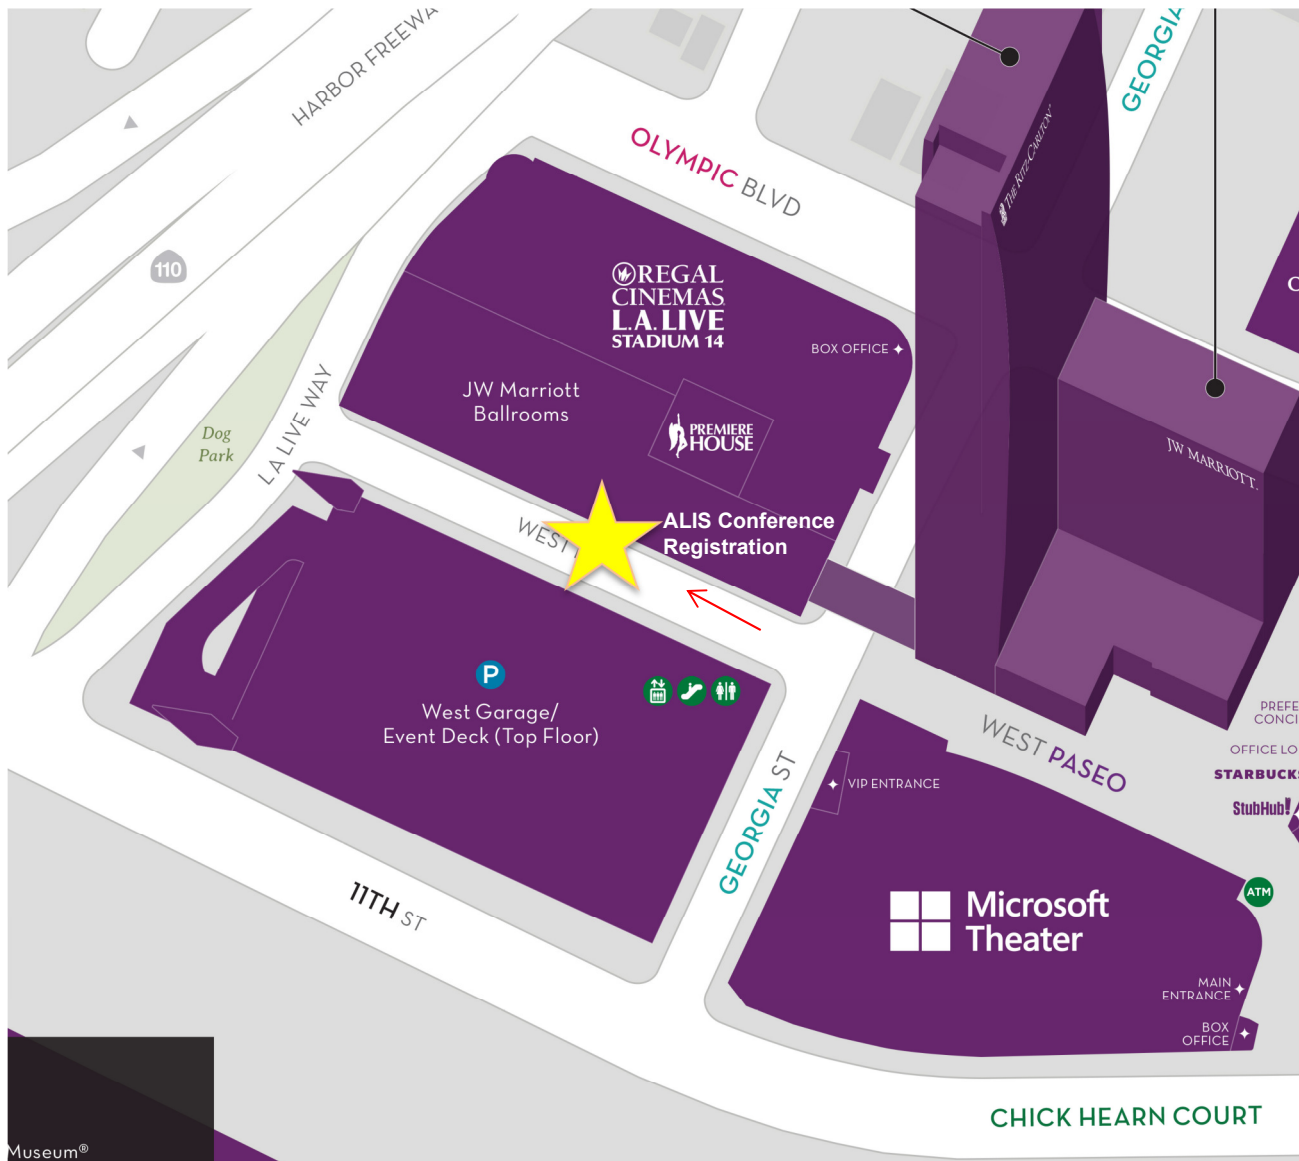 HARBOR FREEWA
GEORGIA
OLYMPIC BLVD
THE RITZ-CARLTON
110
REGAL
CINEMAS
L.A. LIVE
STADIUM 14
BOX OFFICE
C
JW Marriott
Ballrooms
PREMIERE
HOUSE
LA LIVE WAY
Dog
Park
JW MARRIOTT.
WEST
ALIS Conference
Registration
P
West Garage/
Event Deck (Top Floor)
WEST PASEO
PREFE
CONCI
OFFICE LO
STARBUCKS
StubHub!
VIP ENTRANCE
GEORGIA ST
11TH ST
Microsoft
Theater
ATM
MAIN
ENTRANCE
BOX
OFFICE
CHICK HEARN COURT
Museum®